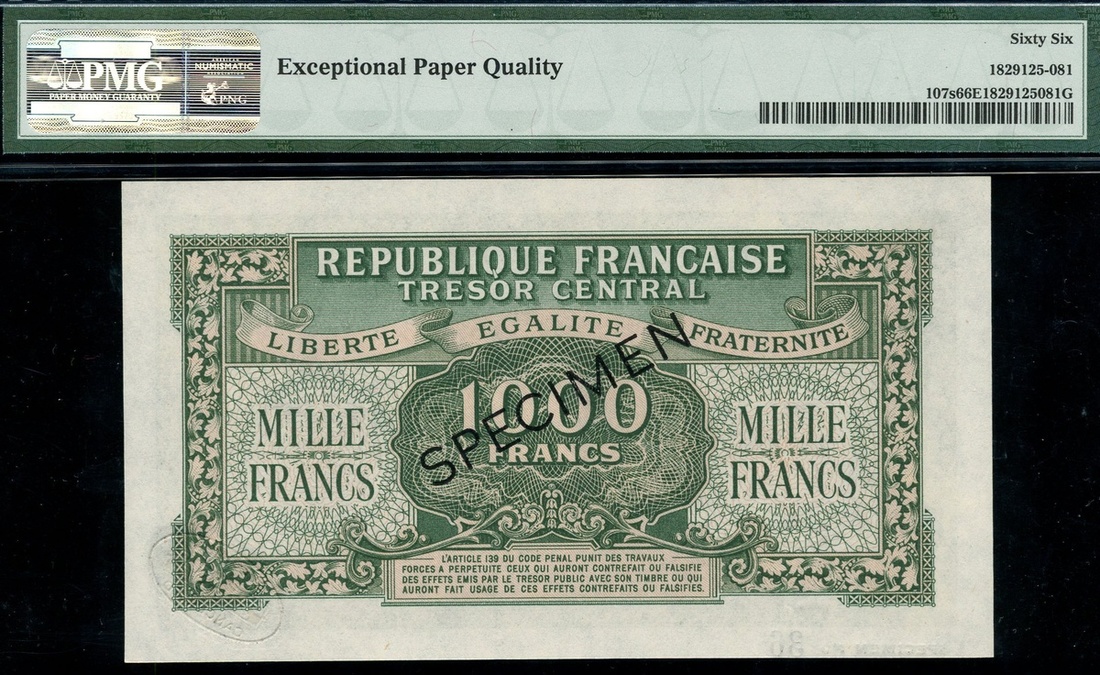 PMG
PAPER MONEY GUARANTY
NUMISMATIC
PNG
Exceptional Paper Quality
Sixty Six
1829125-081
107s66E1829125081G
REPUBLIQUE FRANCAISE
TRESOR CENTRAL
LIBERTE EGALITE FRATERNITE
1000
FRANCS
MILLE
FRANCS
MILLE
FRANCS
SPECIMEN
L'ARTICLE 139 DU CODE PENAL PUNIT DES TRAVAUX
FORCES A PERPETUITE CEUX QUI AURONT CONTREFAIT OU FALSIFIE
DES EFFETS EMIS PAR LE TRESOR PUBLIC AVEC SON TIMBRE OU QUI
AURONT FAIT USAGE DE CES EFFETS CONTREFAITS OU FALSIFIES.